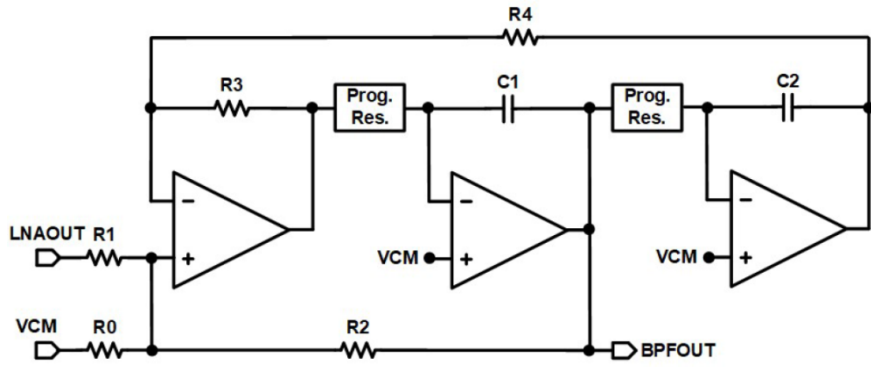 R4
R3
Prog.
Res.
C1
Prog.
Res.
C2
LNAOUT
R1
−
+
VCM
−
+
VCM
−
+
VCM
R0
R2
BPFOUT